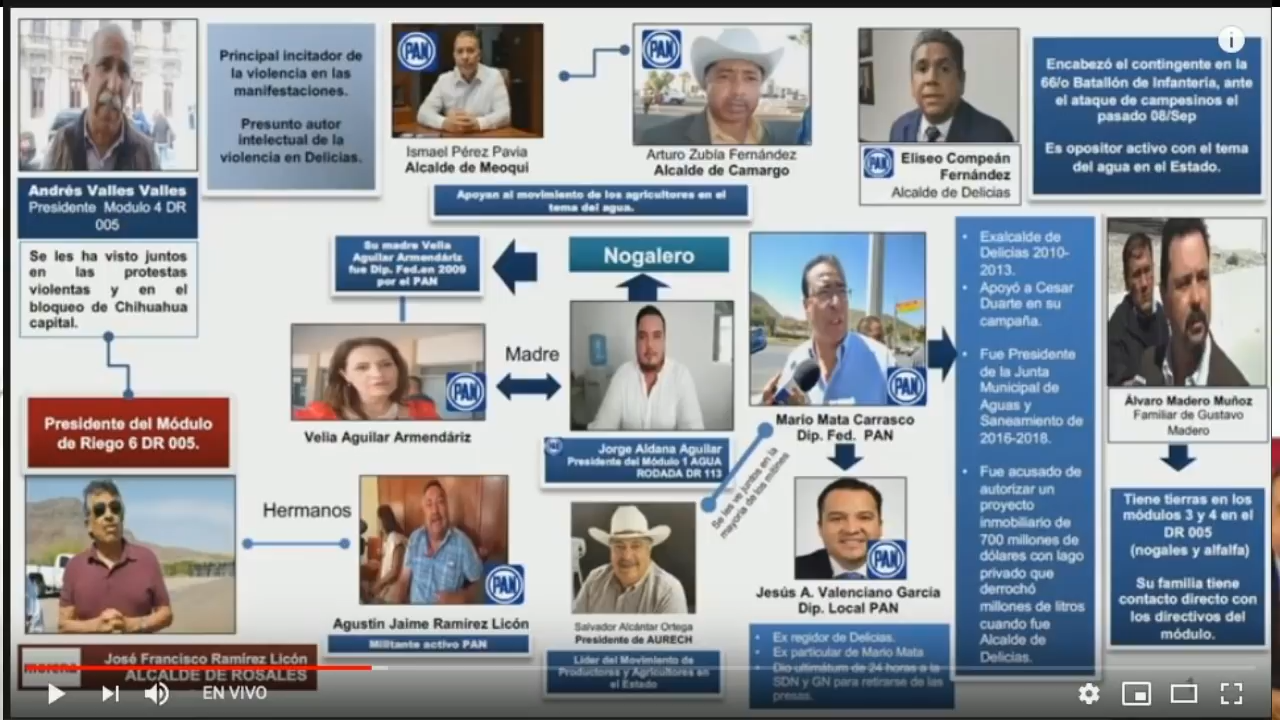 Principal incitador de
la violencia en las
manifestaciones.
Presunto autor
intelectual de la
violencia en Delicias.
Andrés Valles Valles
Presidente Modulo 4 DR
005
Se les ha visto juntos
en las protestas
violentas y en el
bloqueo de Chihuahua
capital.
Presidente del Módulo
de Riego 6 DR 005.
morena
José Francisco Ramírez Licón
ALCALDE DE ROSALES
PAN
Ismael Pérez Pavia
Alcalde de Meoqui
PAN
Arturo Zubía Fernández
Alcalde de Camargo
Apoyan al movimiento de los agricultores en el
tema del agua.
PAN
Eliseo Compeán
Fernández
Alcalde de Delicias
i
Encabezó el contingente en la
66/o Batallón de Infantería, ante
el ataque de campesinos el
pasado 08/Sep
Es opositor activo con el tema
del agua en el Estado.
Su madre Velia
Aguilar Armendáriz
fue Dip. Fed.en 2009
por el PAN
Nogalero
PAN
Velia Aguilar Armendáriz
Madre
Jorge Aldana Aguilar
Presidente del Módulo 1 AGUA
RODADA DR 113
PAN
Mario Mata Carrasco
Dip. Fed. PAN
Se les ve juntos en la
mayoría de los mítines
• Exalcalde de
Delicias 2010-
2013.
• Apoyó a Cesar
Duarte en su
campaña.
• Fue Presidente
de la Junta
Municipal de
Aguas y
Saneamiento de
2016-2018.
• Fue acusado de
autorizar un
proyecto
inmobiliario de
700 millones de
dólares con lago
privado que
derrochó
millones de litros
cuando fue
Alcalde de
Delicias.
Álvaro Madero Muñoz
Familiar de Gustavo
Madero
Tiene tierras en los
módulos 3 y 4 en el
DR 005
(nogales y alfalfa)
Su familia tiene
contacto directo con
los directivos del
módulo.
Hermanos
PAN
Agustin Jaime Ramírez Licón
Militante activo PAN
Salvador Alcántar Ortega
Presidente de AURECH
Líder del Movimiento de
Productores y Agricultores en
el Estado
PAN
Jesús A. Valenciano García
Dip. Local PAN
• Ex regidor de Delicias.
• Ex particular de Mario Mata
• Dio ultimátum de 24 horas a la
SDN y GN para retirarse de las
presas.
EN VIVO